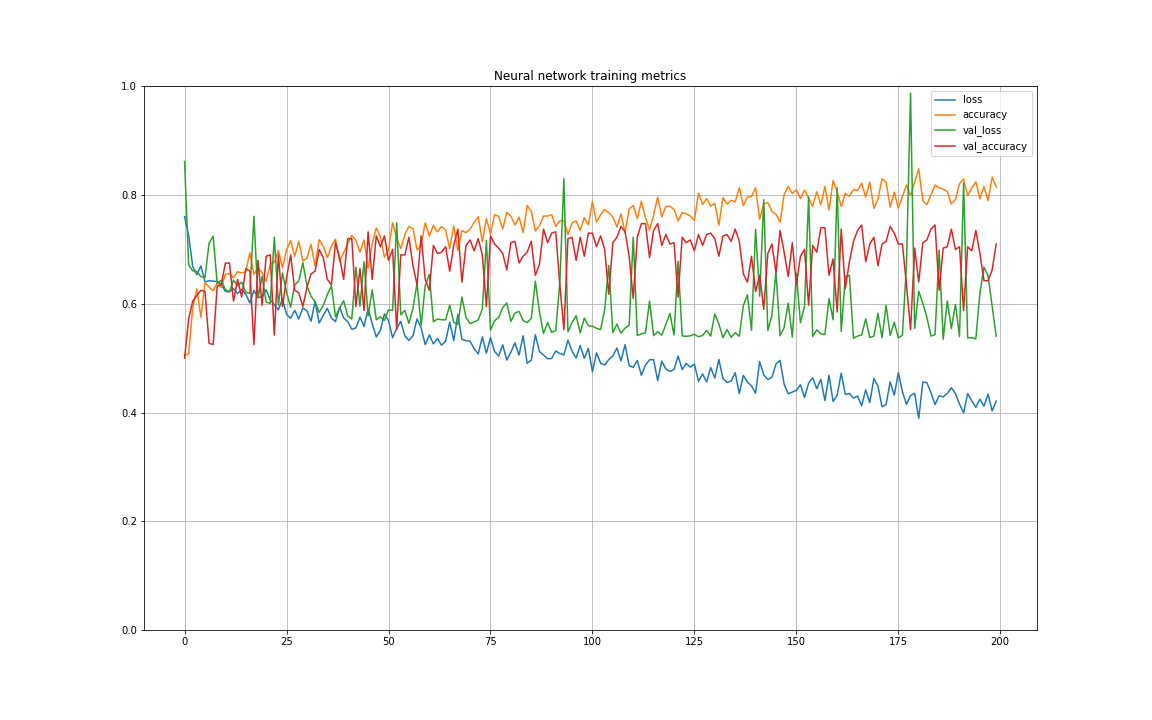 Neural network training metrics
1.0
0.8
0.6
0.4
0.2
0.0
loss
accuracy
val_loss
val_accuracy
0 25 50 75 100 125 150 175 200